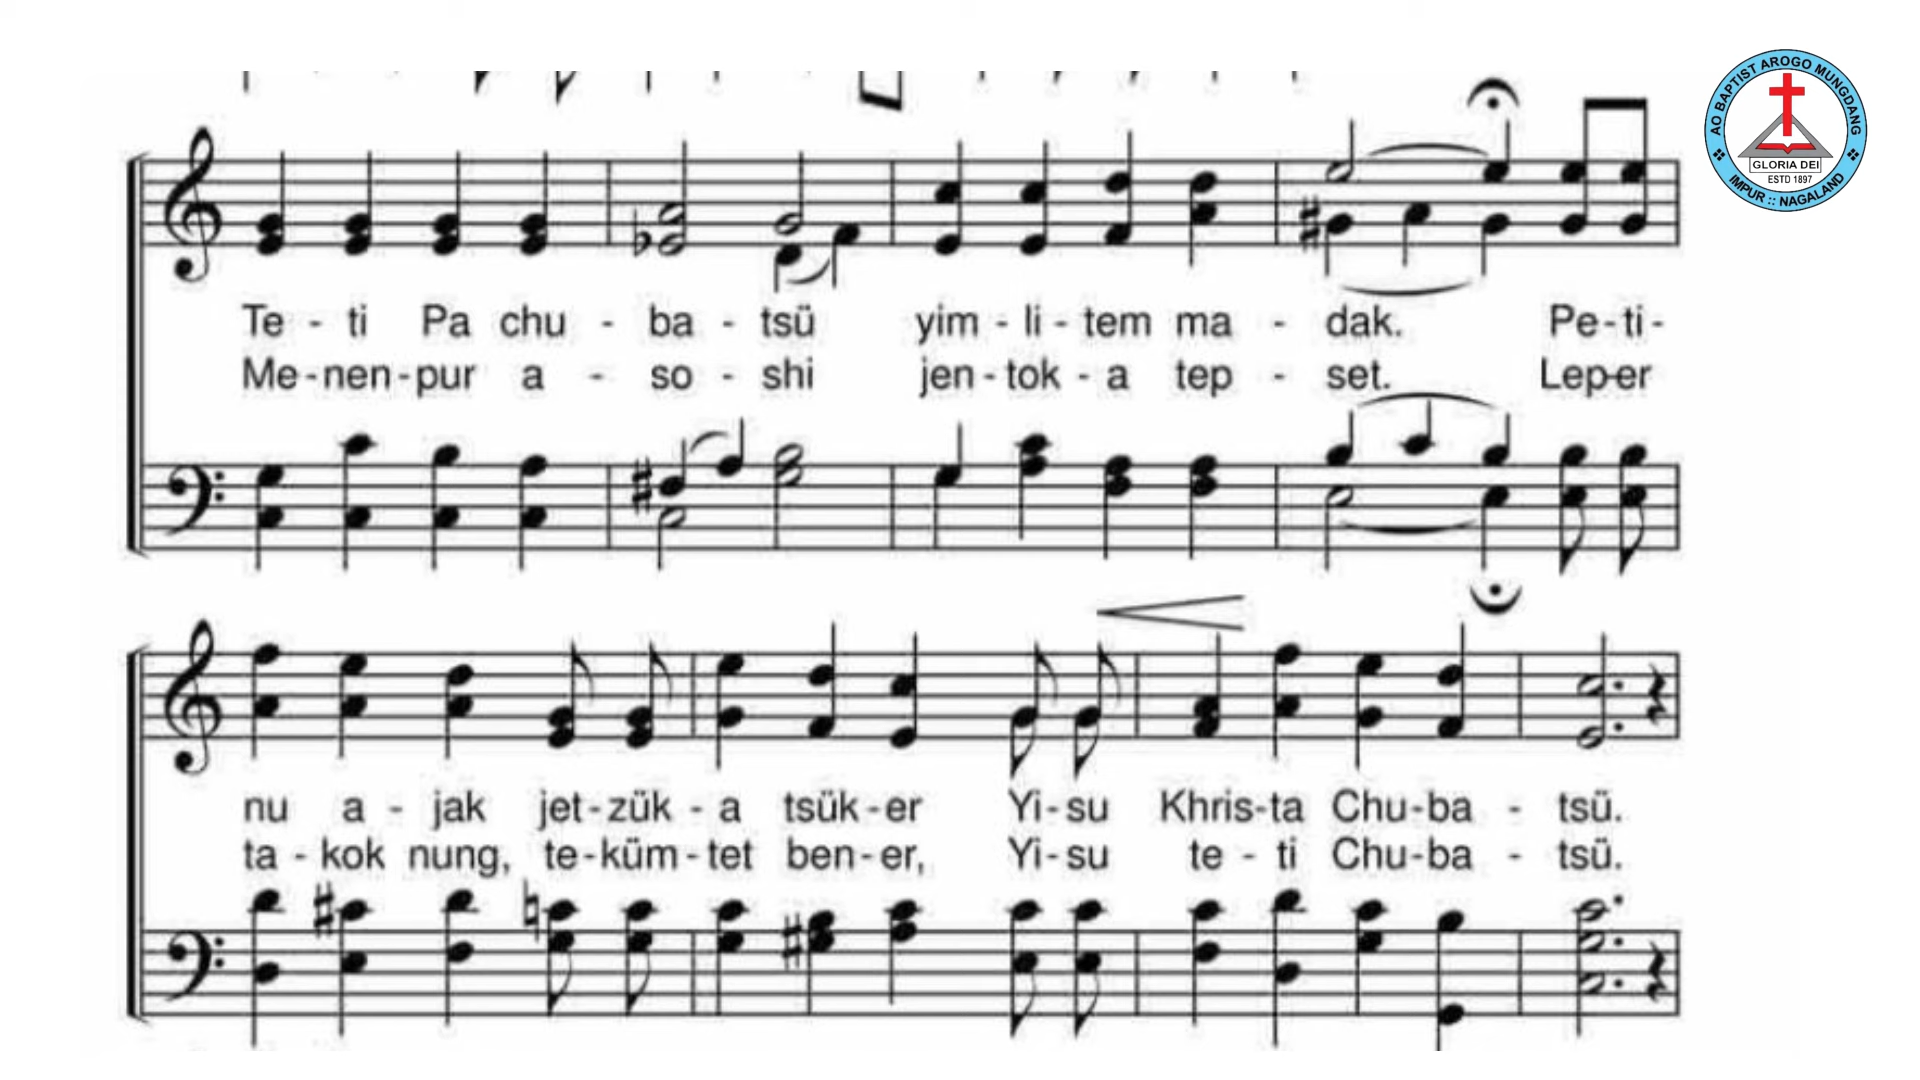 AO BAPTIST AROGO MUNGDANG
GLORIA DEI
ESTD 1897
IMPUR :: NAGALAND
Te - ti Pa chu - ba - tsü yim - li - tem ma - dak. Pe - ti -
Me - nen - pur a - so - shi jen - tok - a tep - set. Lep-er
nu a - jak jet - zük - a tsük - er Yi - su Khris - ta Chu - ba - tsü.
ta - kok nung, te - küm - tet ben - er, Yi - su te - ti Chu - ba - tsü.